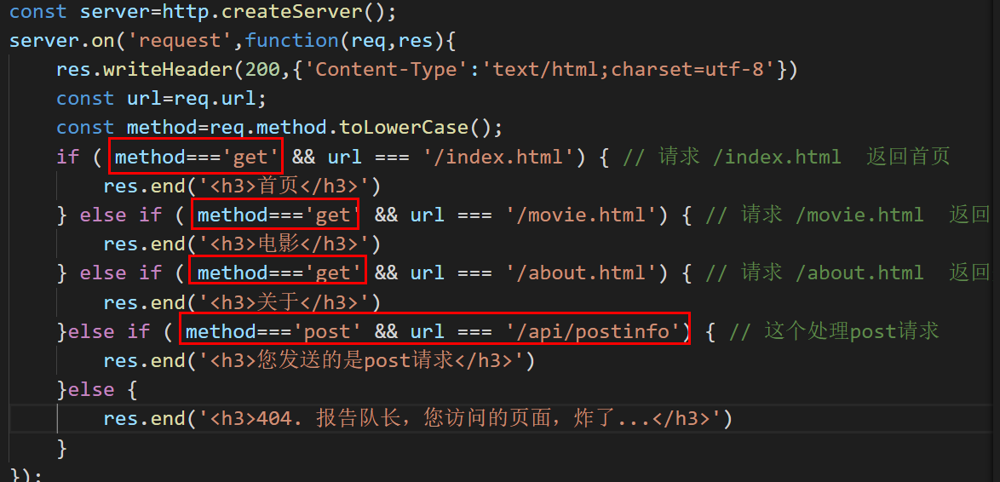 const server=http.createServer();
server.on('request',function(req,res){
res.writeHeader(200,{'Content-Type':'text/html;charset=utf-8'})
const url=req.url;
const method=req.method.toLowerCase();
if ( method==='get' && url === '/index.html') { // 请求 /index.html  返回首页
res.end('<h3>首页</h3>')
} else if ( method==='get' && url === '/movie.html') { // 请求 /movie.html  返回
res.end('<h3>电影</h3>')
} else if ( method==='get' && url === '/about.html') { // 请求 /about.html  返回
res.end('<h3>关于</h3>')
}else if ( method==='post' && url === '/api/postinfo') { // 这个处理post请求
res.end('<h3>您发送的是post请求</h3>')
}else {
res.end('<h3>404. 报告队长，您访问的页面，炸了...</h3>')
}
});